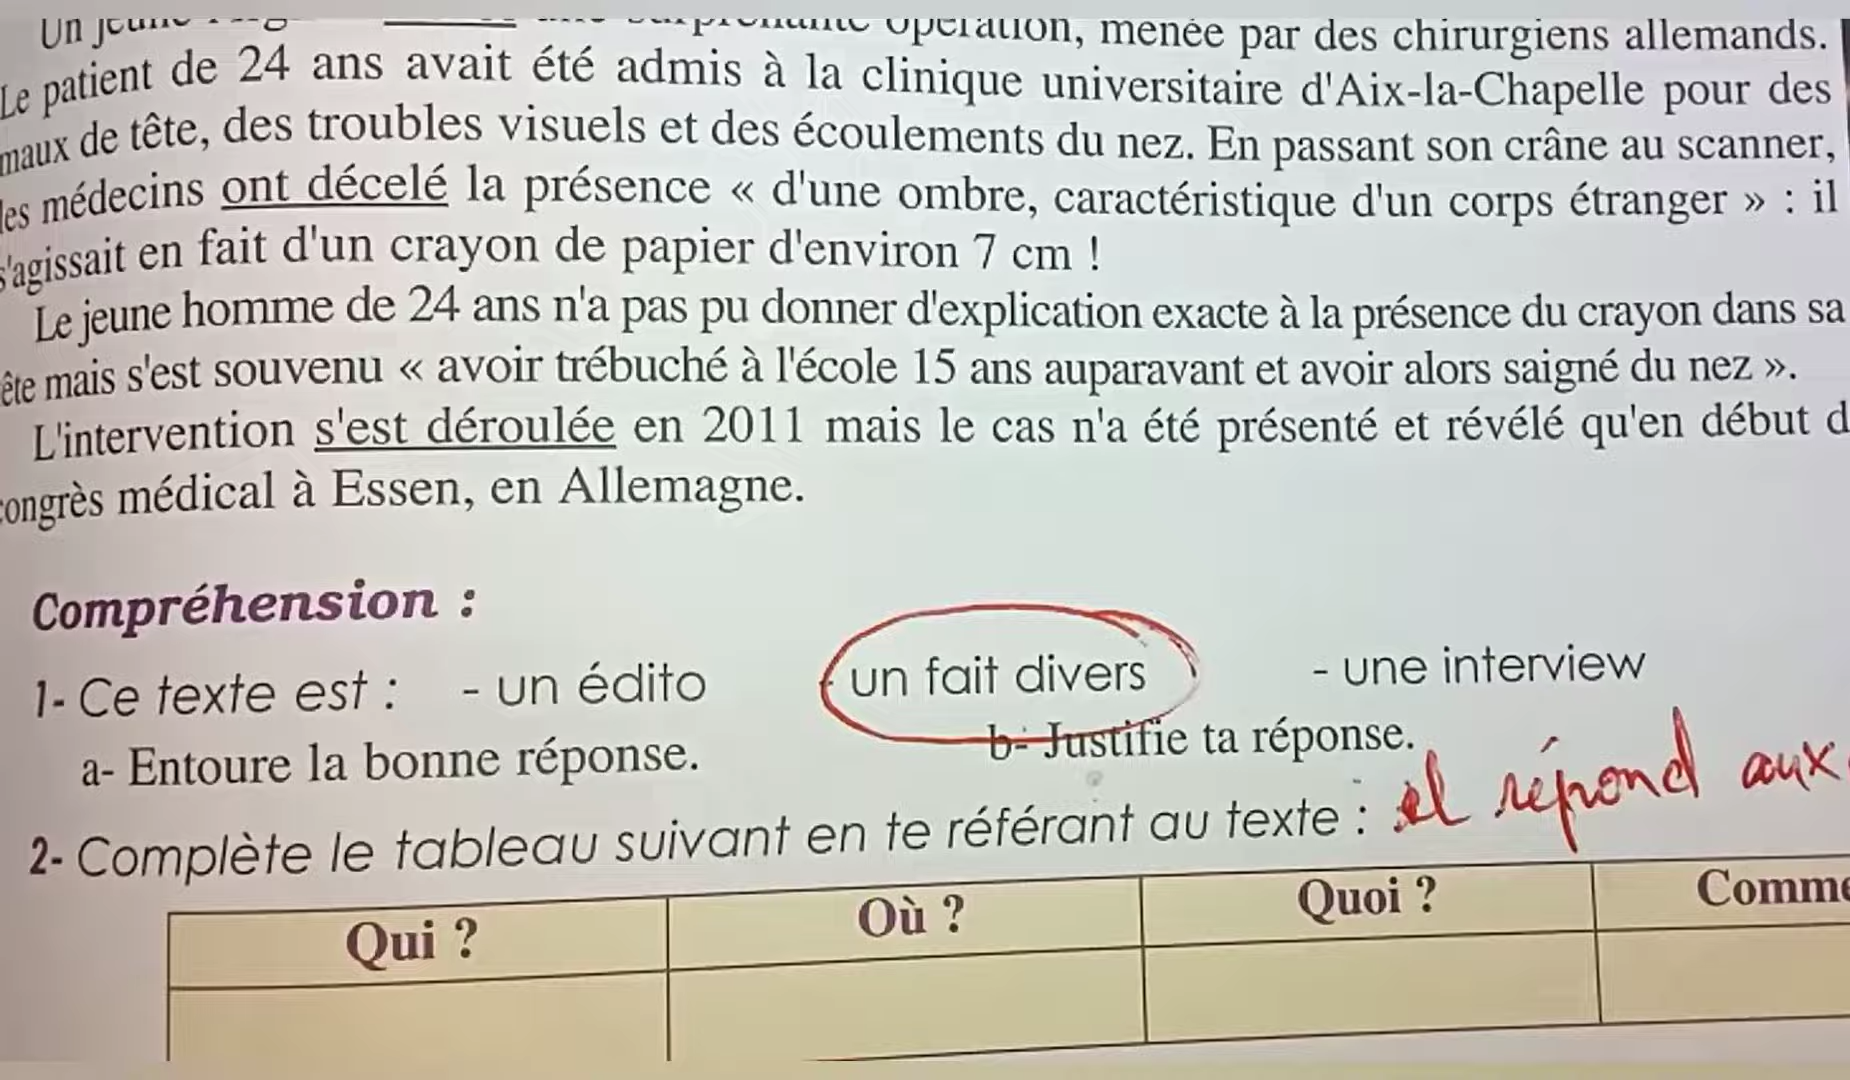 Un opération, menée par des chirurgiens allemands.
Le patient de 24 ans avait été admis à la clinique universitaire d'Aix-la-Chapelle pour des
maux de tête, des troubles visuels et des écoulements du nez. En passant son crâne au scanner,
les médecins ont décelé la présence « d'une ombre, caractéristique d'un corps étranger » : il
s'agissait en fait d'un crayon de papier d'environ 7 cm !
Le jeune homme de 24 ans n'a pas pu donner d'explication exacte à la présence du crayon dans sa
ête mais s'est souvenu « avoir trébuché à l'école 15 ans auparavant et avoir alors saigné du nez ».
L'intervention s'est déroulée en 2011 mais le cas n'a été présenté et révélé qu'en début d
congrès médical à Essen, en Allemagne.
Compréhension :
1- Ce texte est : - un édito un fait divers - une interview
a- Entoure la bonne réponse. b- Justifie ta réponse.
il répond aux
2- Complète le tableau suivant en te référant au texte :
Qui ? Où ? Quoi ? Comme